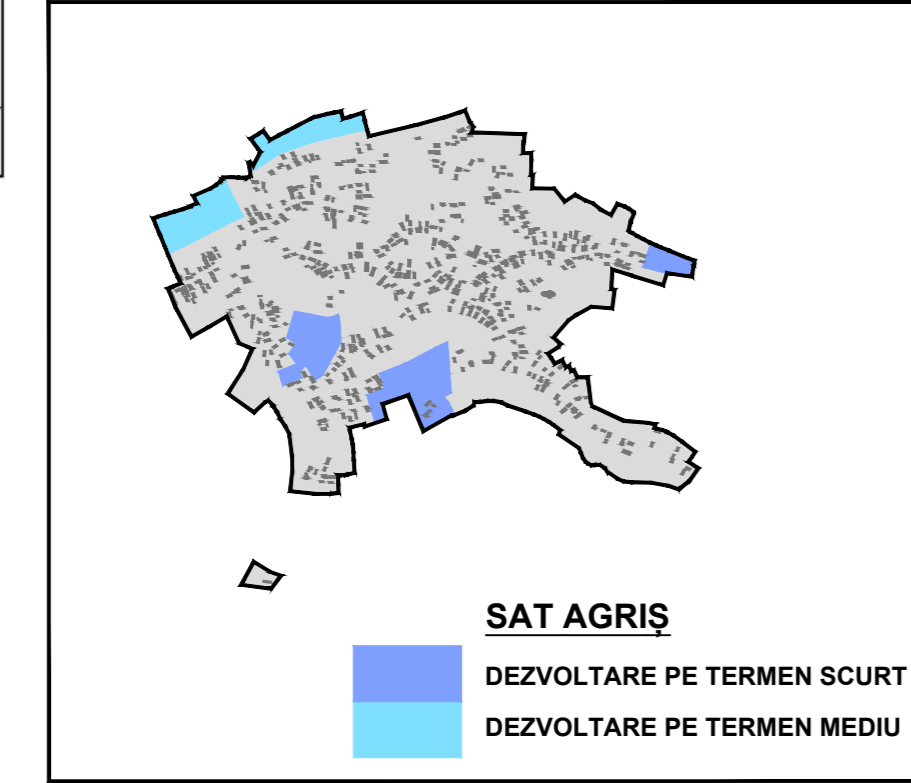 SAT AGRIȘ
DEZVOLTARE PE TERMEN SCURT
DEZVOLTARE PE TERMEN MEDIU